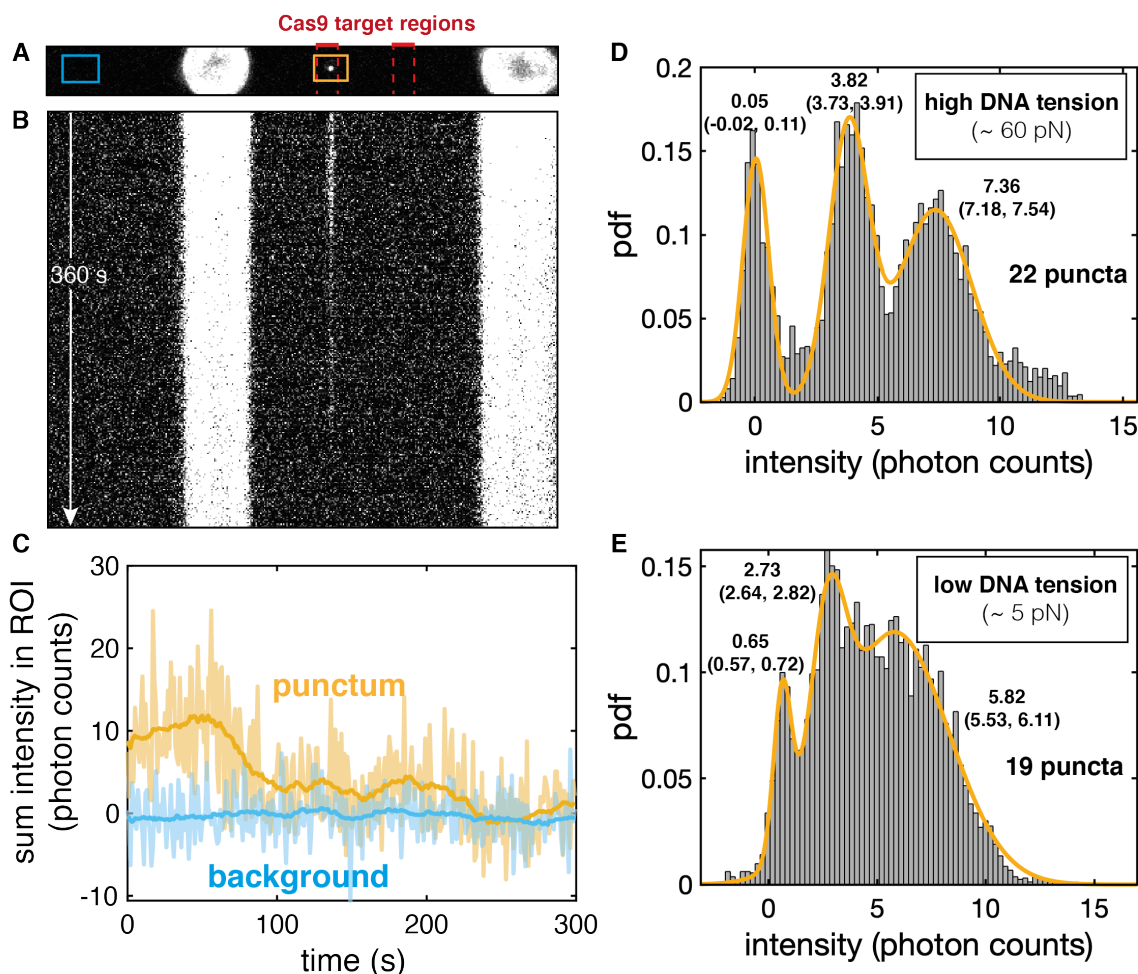 Cas9 target regions
A
B
360 s
C
30
20
10
0
-10
sum intensity in ROI
(photon counts)
punctum
background
0
100
200
300
time (s)
D
0.2
0.15
0.1
0.05
0
pdf
0.05
(-0.02, 0.11)
3.82
(3.73, 3.91)
high DNA tension
(~ 60 pN)
7.36
(7.18, 7.54)
22 puncta
0
5
10
15
intensity (photon counts)
E
0.15
0.1
0.05
0
pdf
2.73
(2.64, 2.82)
low DNA tension
(~ 5 pN)
0.65
(0.57, 0.72)
5.82
(5.53, 6.11)
19 puncta
0
5
10
15
intensity (photon counts)